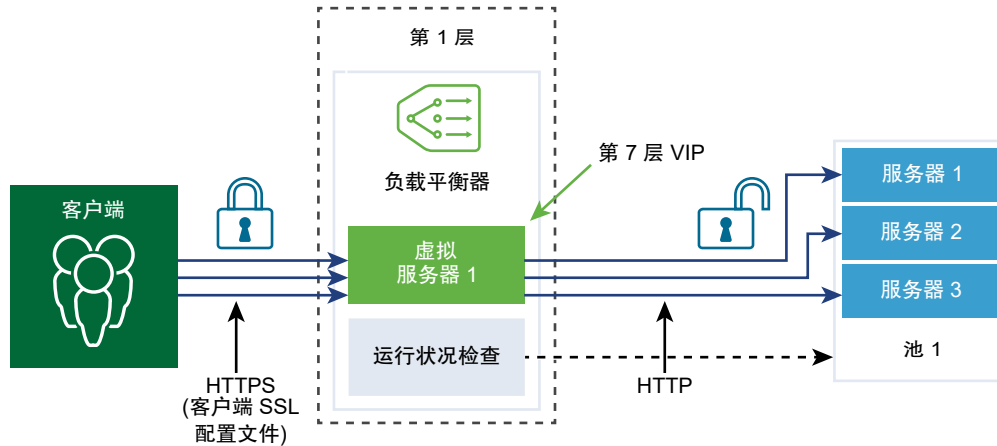 第 1 层
负载平衡器
第 7 层 VIP
客户端
虚拟
服务器 1
服务器 1
服务器 2
服务器 3
池 1
运行状况检查
HTTPS
(客户端 SSL
配置文件)
HTTP